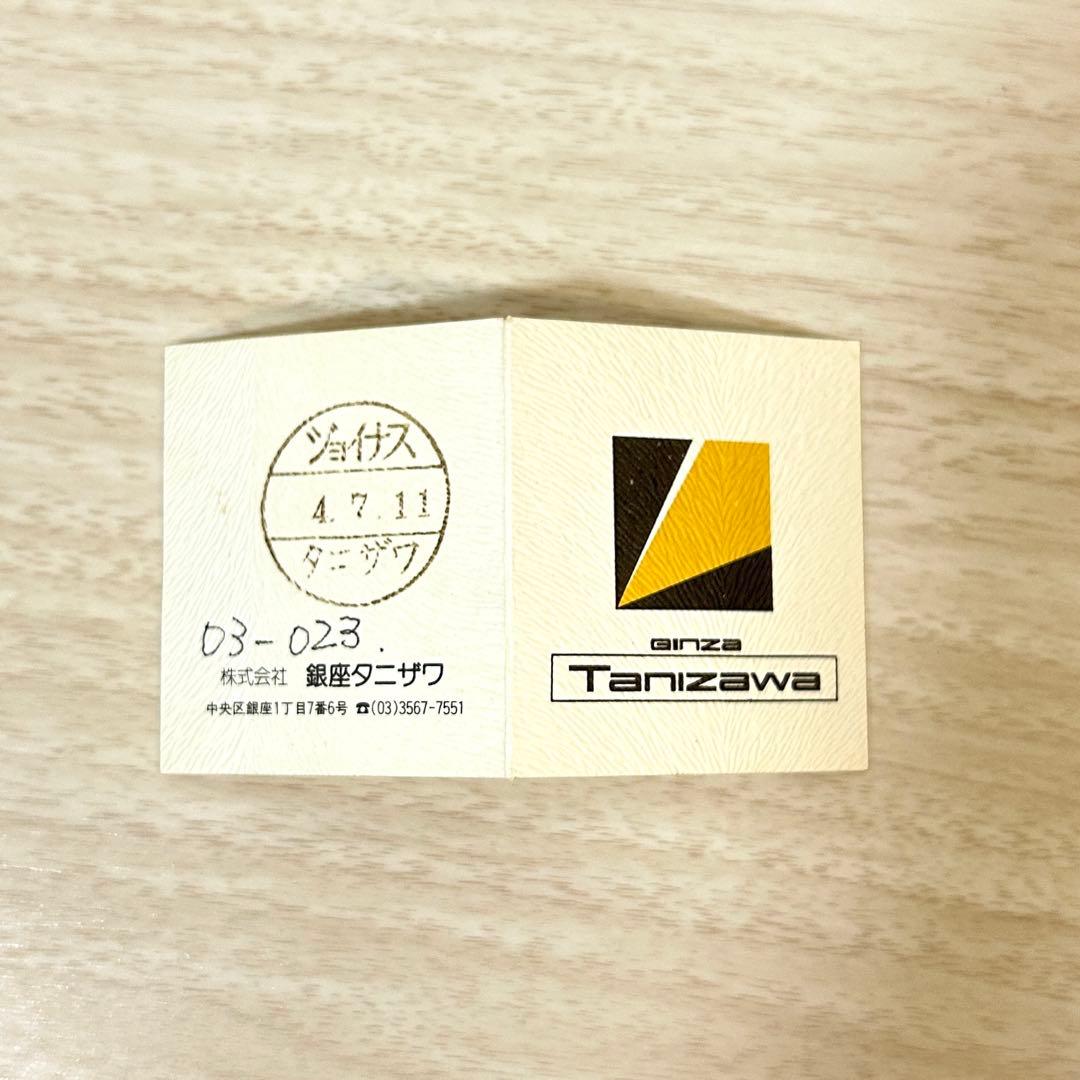 ジョイナス
4.7.11
タニザワ
03-023.
株式会社 銀座タニザワ
中央区銀座1丁目7番6号 ☎(03)3567-7551
GINZA
Tanizawa